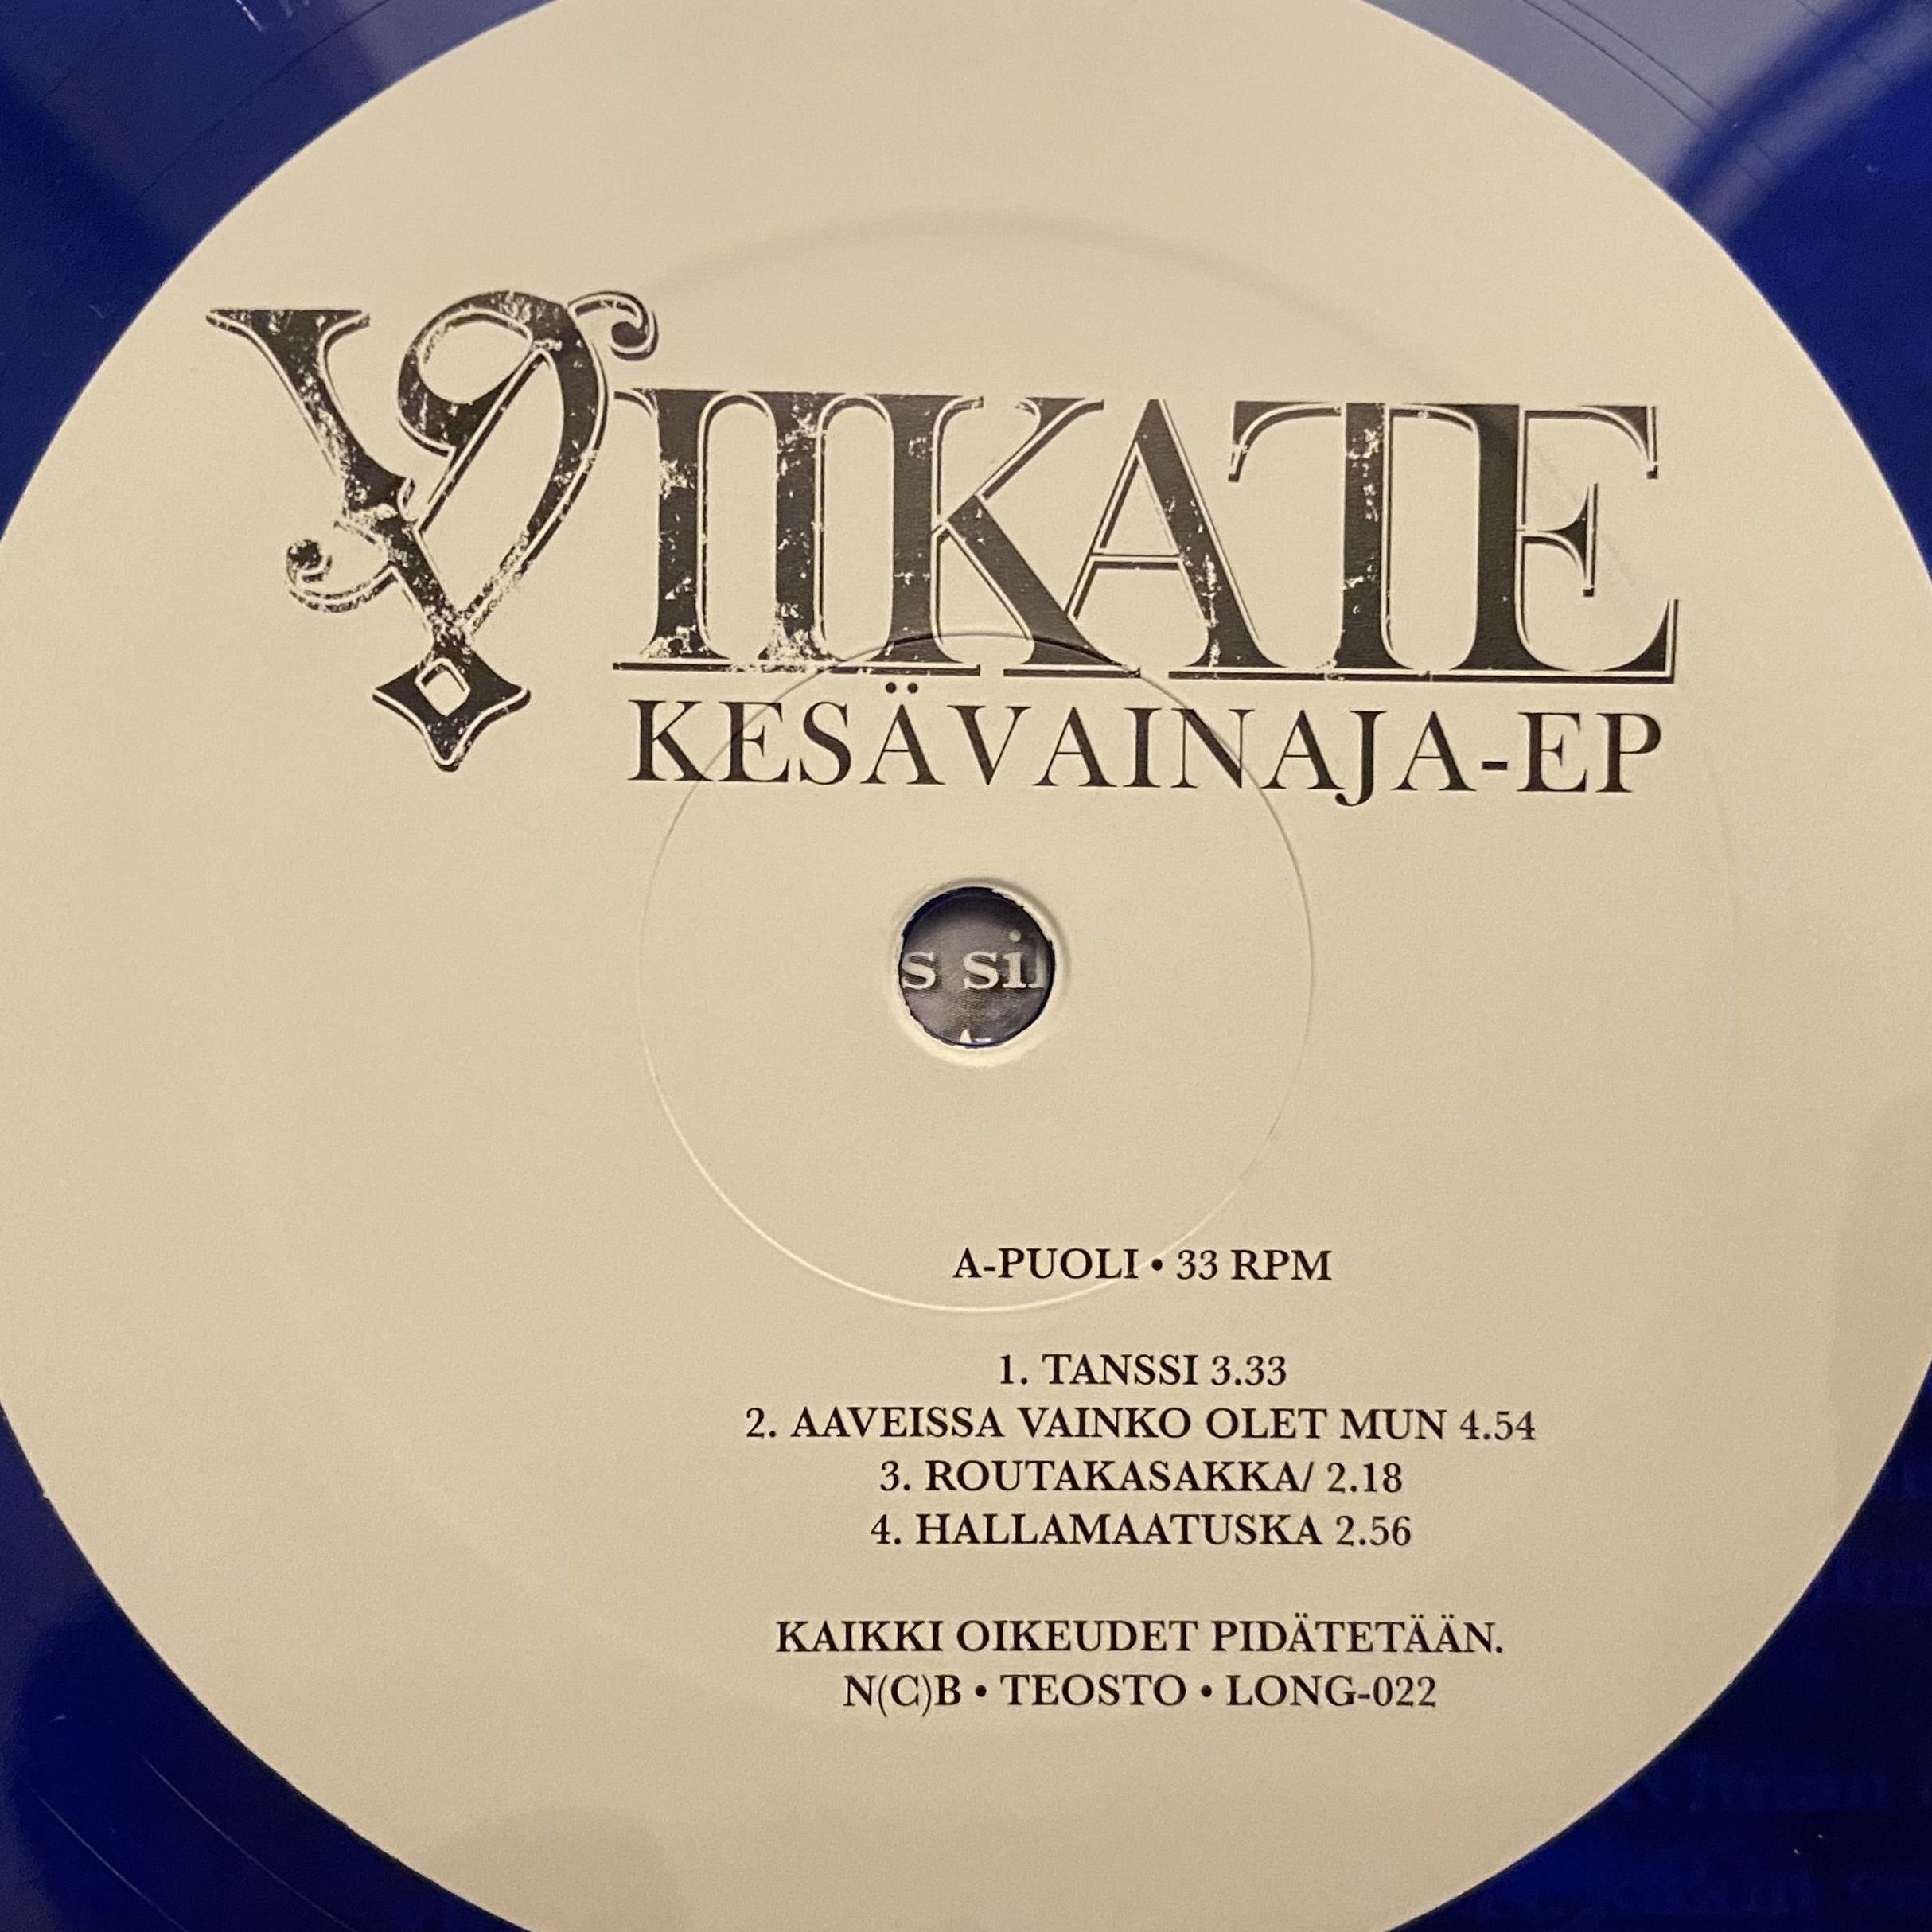 VIIKATE
KESÄVAINAJA-EP
s si
A-PUOLI • 33 RPM
1. TANSSI 3.33
2. AAVEISSA VAINKO OLET MUN 4.54
3. ROUTAKASAKKA/ 2.18
4. HALLAMAATUSKA 2.56
KAIKKI OIKEUDET PIDÄTETÄÄN.
N(C)B • TEOSTO • LONG-022